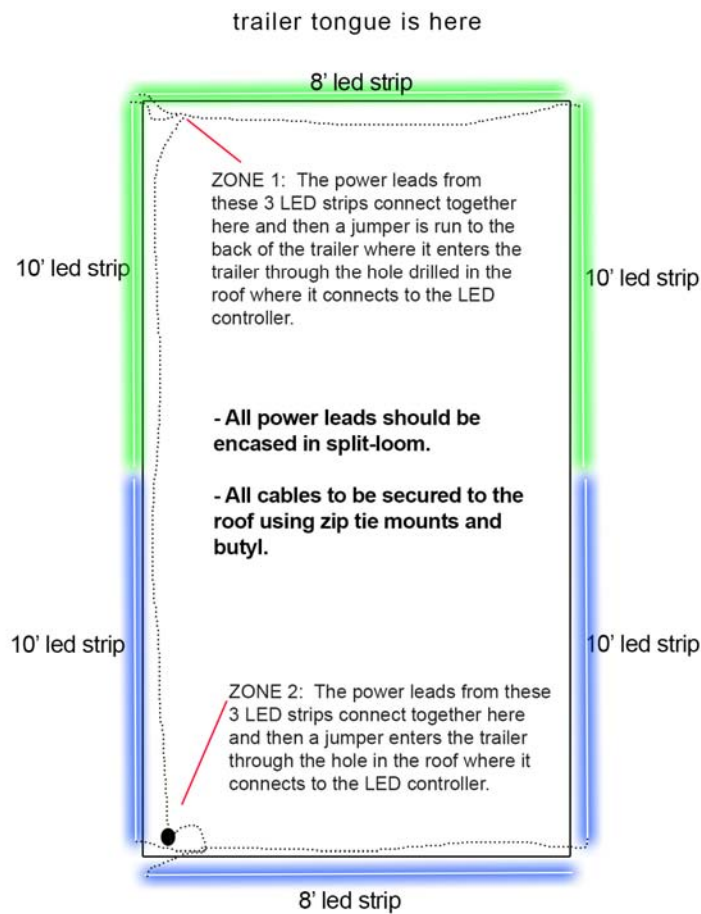 trailer tongue is here
8' led strip
ZONE 1:  The power leads from
these 3 LED strips connect together
here and then a jumper is run to the
back of the trailer where it enters the
trailer through the hole drilled in the
roof where it connects to the LED
controller.
10' led strip
10' led strip
- All power leads should be
encased in split-loom.
- All cables to be secured to the
roof using zip tie mounts and
butyl.
10' led strip
10' led strip
ZONE 2:  The power leads from these
3 LED strips connect together here
and then a jumper enters the trailer
through the hole in the roof where it
connects to the LED controller.
8' led strip